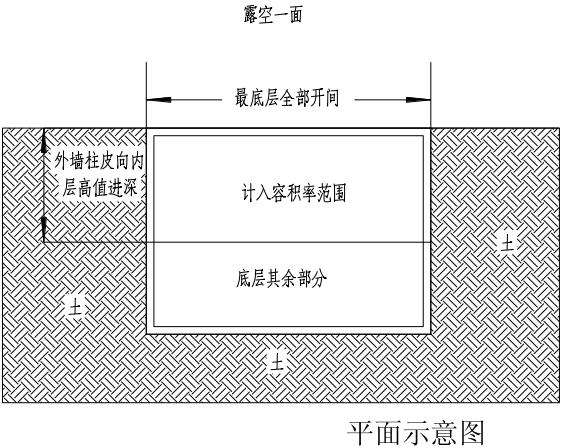 露空一面
最底层全部开间
外墙柱皮向内
层高值进深
计入容积率范围
底层其余部分
土
土
土
平面示意图